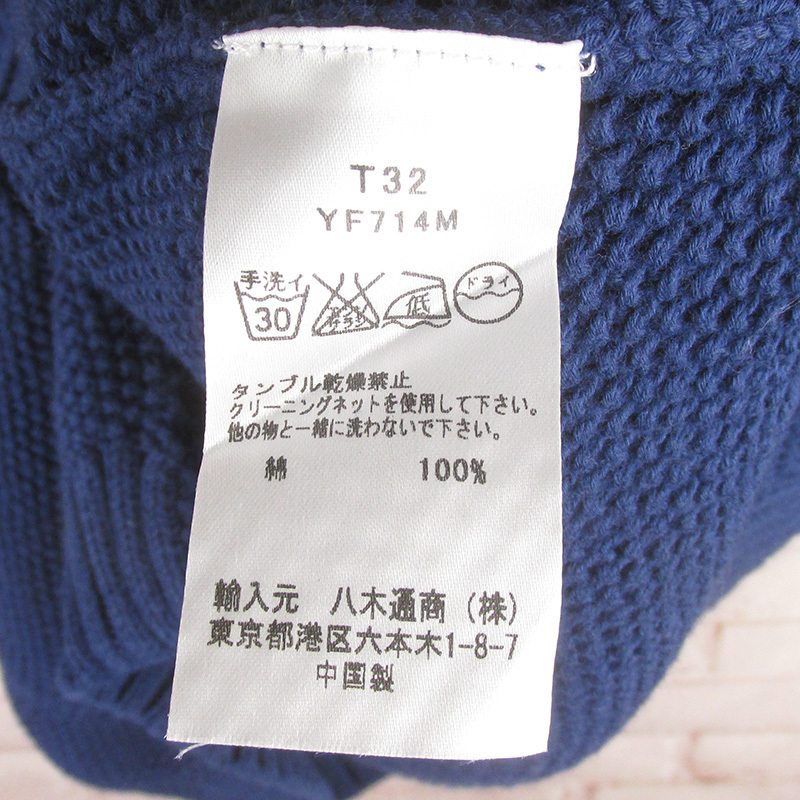 T32
YF714M
手洗イ 30 エンソ サラシ 低 ドライ
タンブル乾燥禁止
クリーニングネットを使用して下さい。
他の物と一緒に洗わないで下さい。
綿 100%
輸入元 八木通商(株)
東京都港区六本木1-8-7
中国製